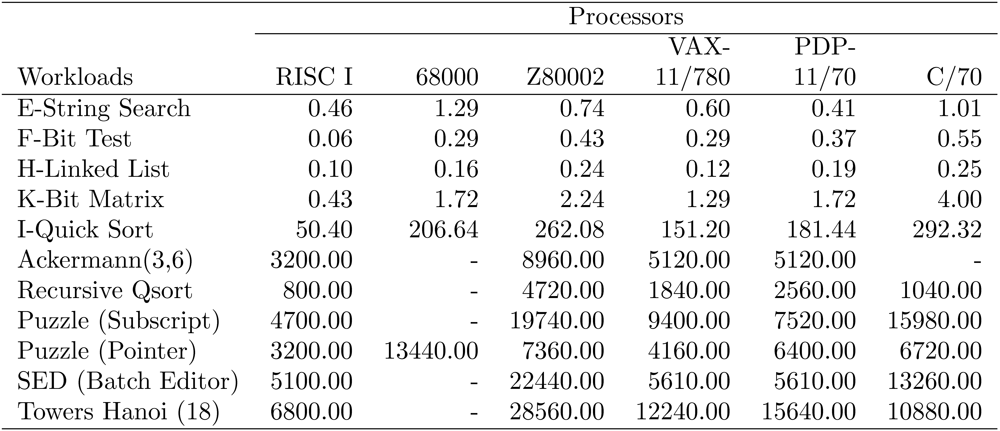 Processors
VAX- PDP-
Workloads RISC I 68000 Z80002 11/780 11/70 C/70
E-String Search 0.46 1.29 0.74 0.60 0.41 1.01
F-Bit Test 0.06 0.29 0.43 0.29 0.37 0.55
H-Linked List 0.10 0.16 0.24 0.12 0.19 0.25
K-Bit Matrix 0.43 1.72 2.24 1.29 1.72 4.00
I-Quick Sort 50.40 206.64 262.08 151.20 181.44 292.32
Ackermann(3,6) 3200.00 - 8960.00 5120.00 5120.00 -
Recursive Qsort 800.00 - 4720.00 1840.00 2560.00 1040.00
Puzzle (Subscript) 4700.00 - 19740.00 9400.00 7520.00 15980.00
Puzzle (Pointer) 3200.00 13440.00 7360.00 4160.00 6400.00 6720.00
SED (Batch Editor) 5100.00 - 22440.00 5610.00 5610.00 13260.00
Towers Hanoi (18) 6800.00 - 28560.00 12240.00 15640.00 10880.00